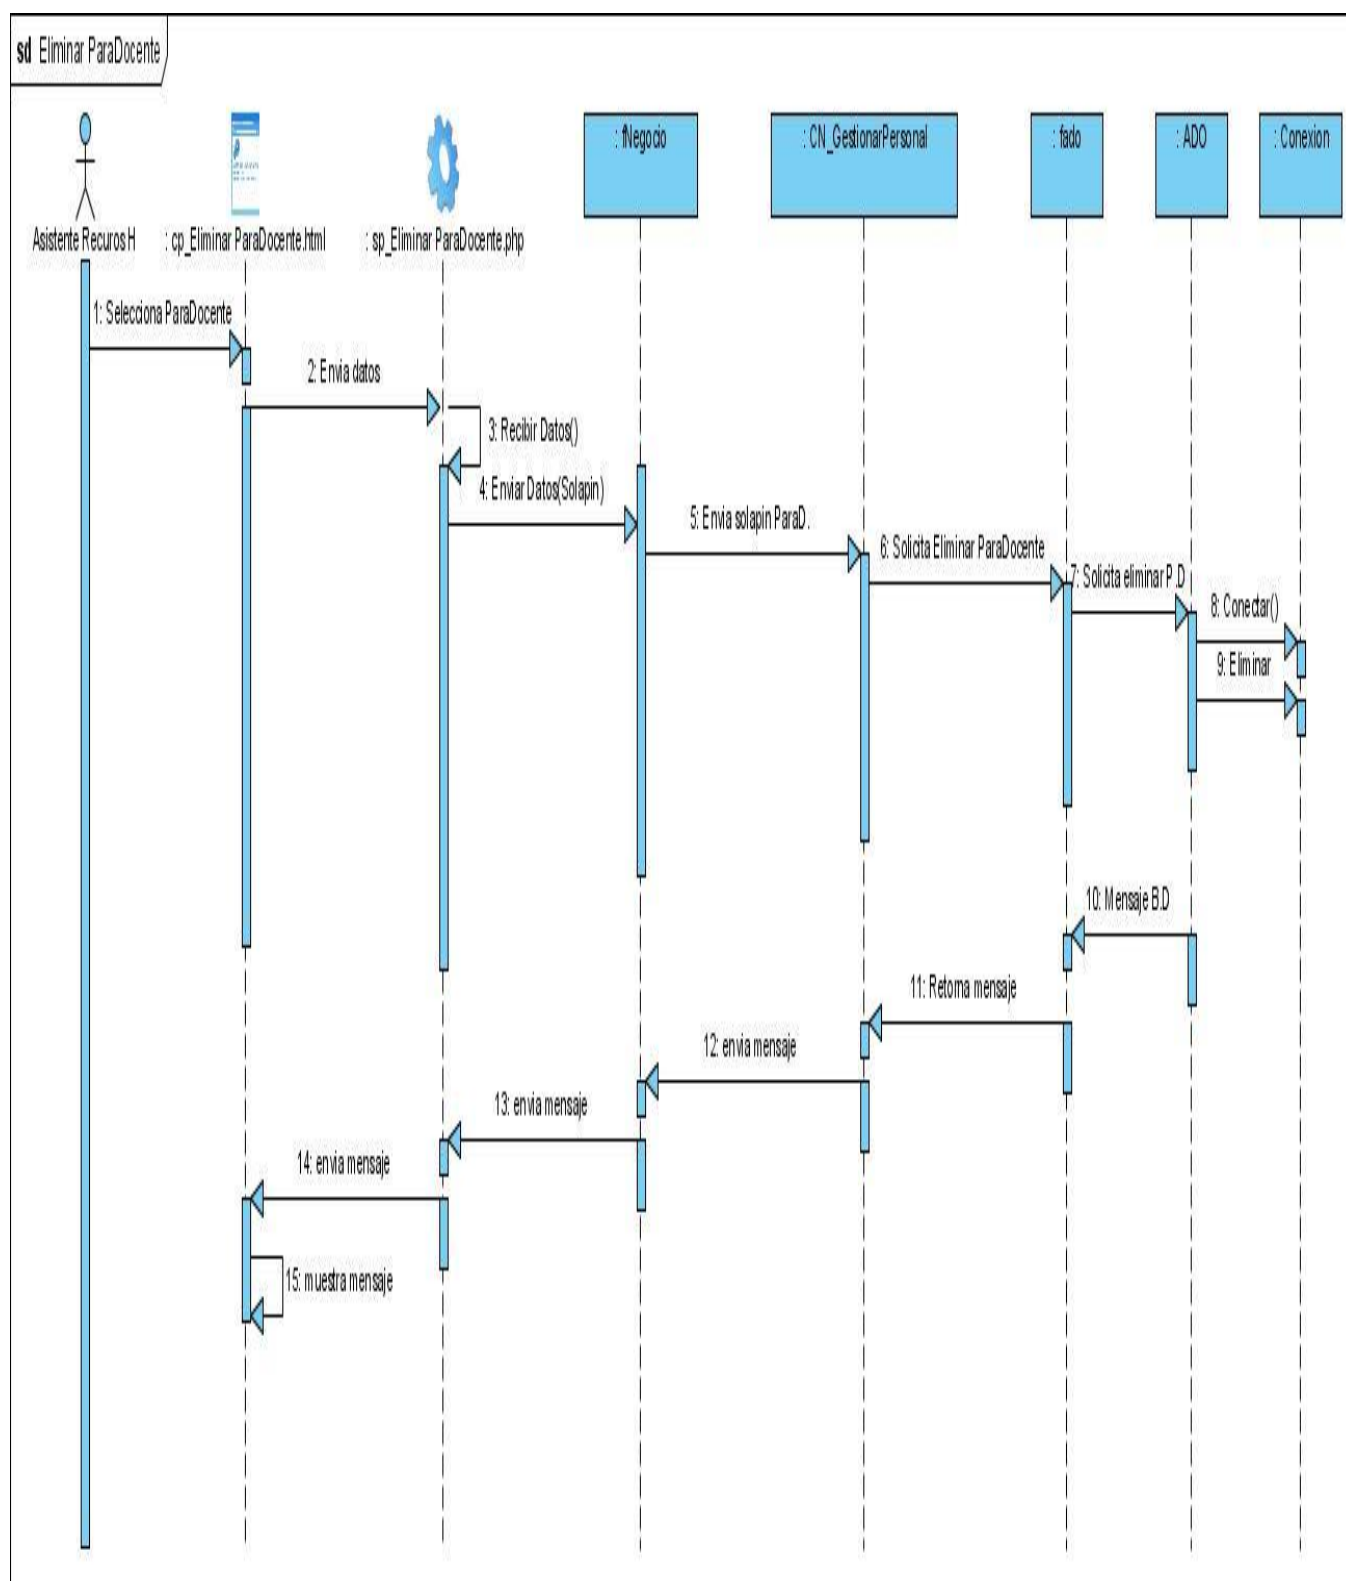 sd Eliminar ParaDocente
: fNegocio
: CN_GestionarPersonal
: fado
: ADO
: Conexion
Asistente Recuros H
: cp_Eliminar ParaDocente.html
: sp_Eliminar ParaDocente.php
1: Selecciona ParaDocente
2: Envia datos
3: Recibir Datos()
4: Enviar Datos(Solapin)
5: Envia solapin ParaD.
6: Solicita Eliminar ParaDocente
7: Solicita eliminar P.D
8: Conectar()
9: Eliminar
10: Mensaje B.D
11: Retorna mensaje
12: envia mensaje
13: envia mensaje
14: envia mensaje
15: muestra mensaje